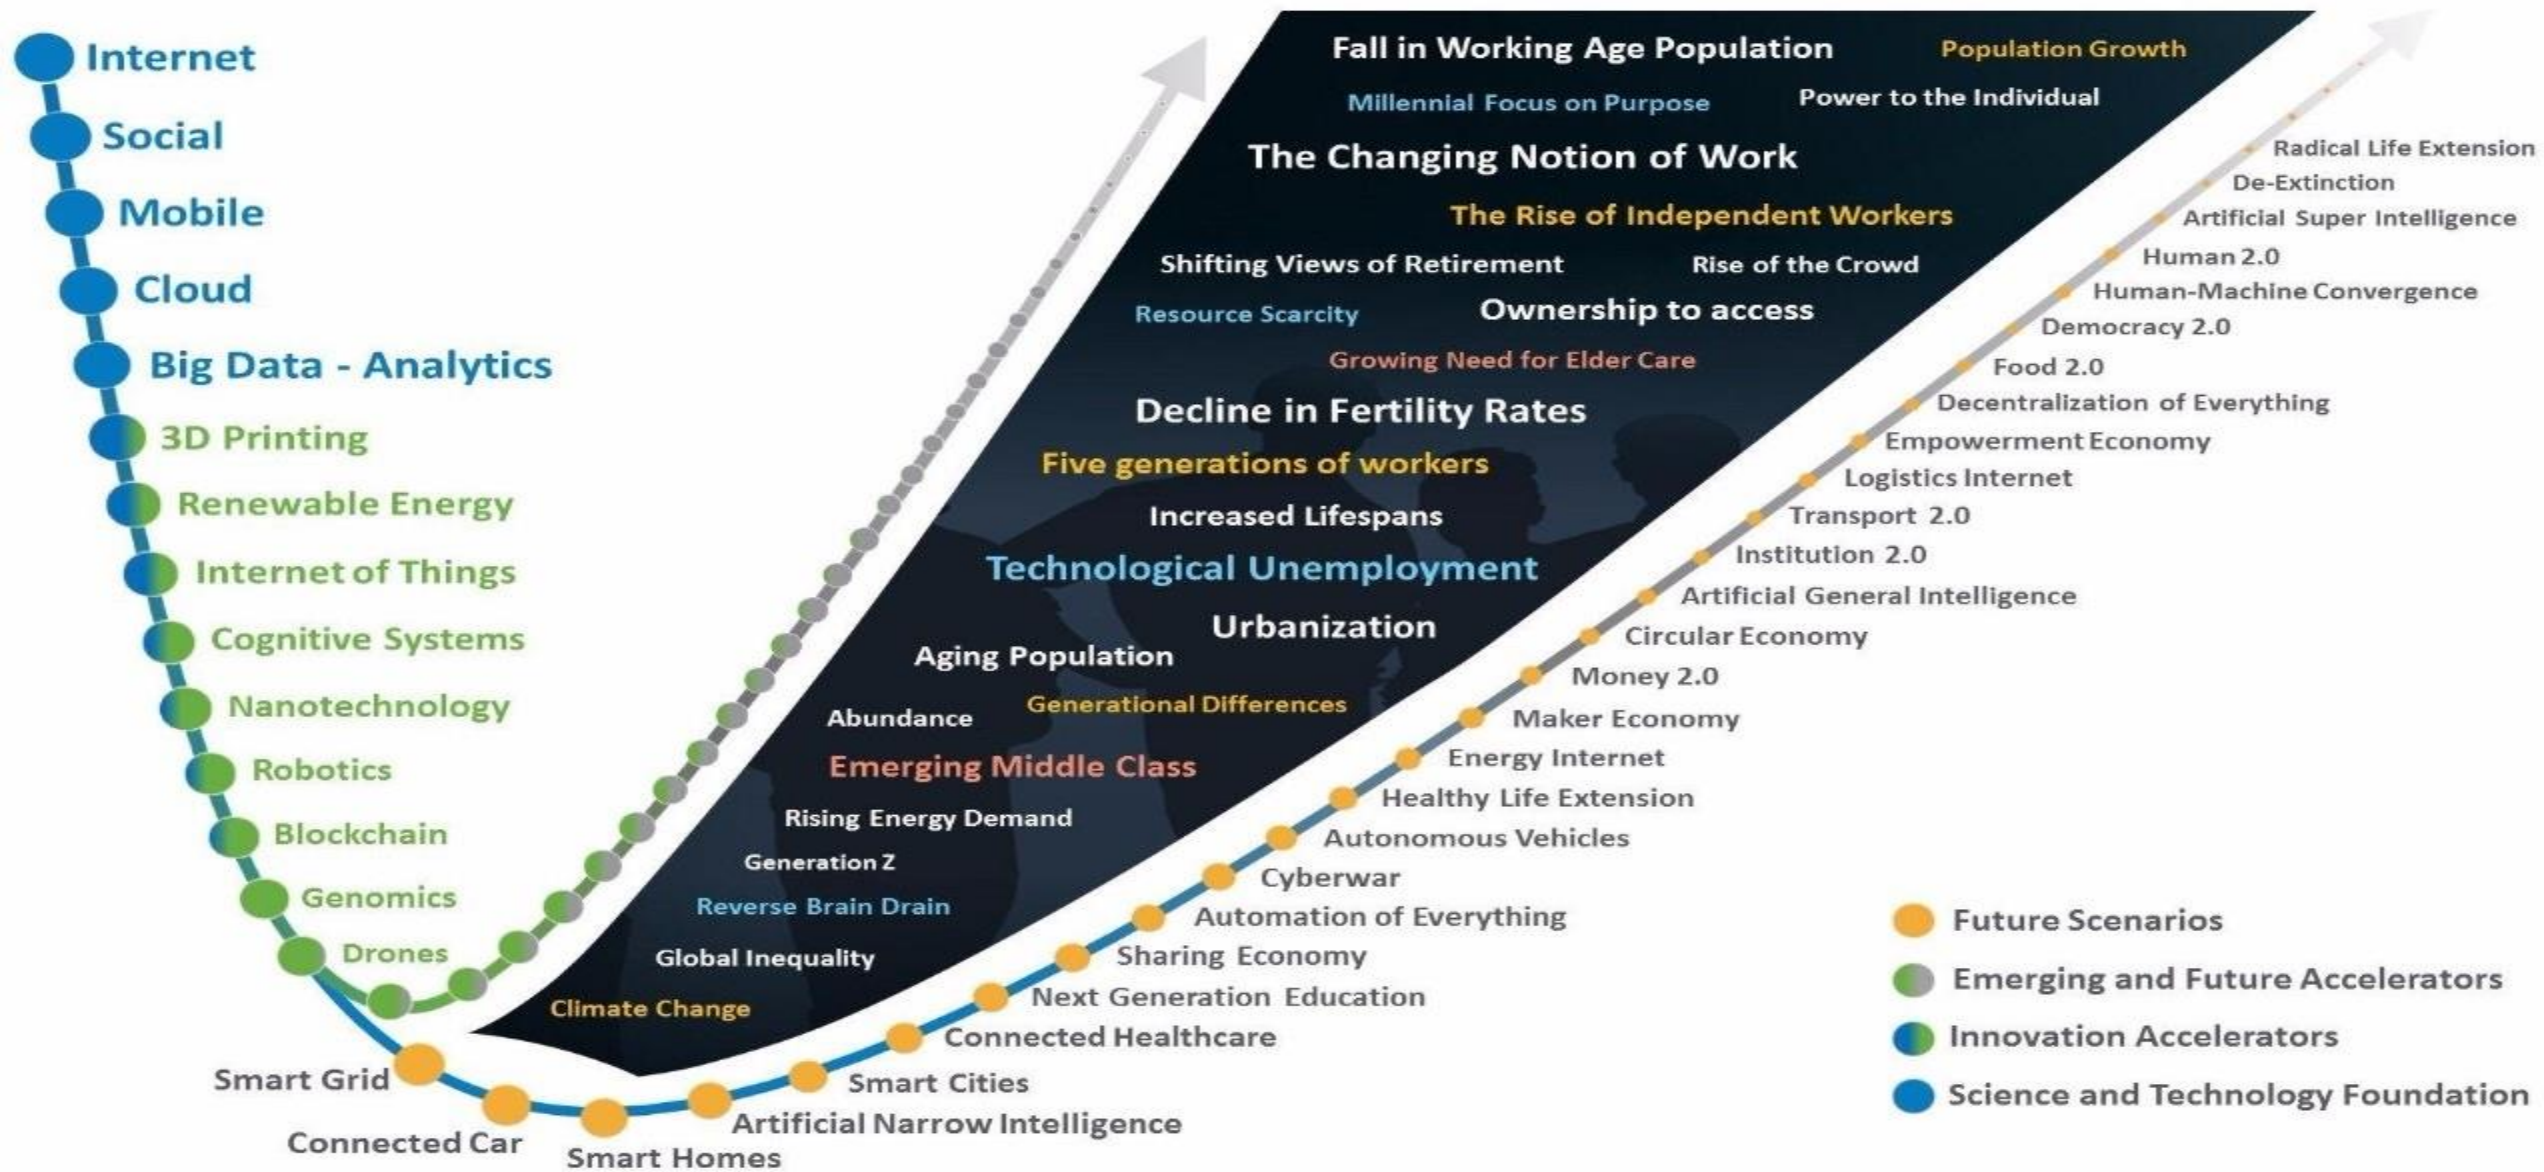 Internet
Social
Mobile
Cloud
Big Data - Analytics
3D Printing
Renewable Energy
Internet of Things
Cognitive Systems
Nanotechnology
Robotics
Blockchain
Genomics
Drones
Fall in Working Age Population
Population Growth
Millennial Focus on Purpose
Power to the Individual
The Changing Notion of Work
The Rise of Independent Workers
Shifting Views of Retirement
Rise of the Crowd
Resource Scarcity
Ownership to access
Growing Need for Elder Care
Decline in Fertility Rates
Five generations of workers
Increased Lifespans
Technological Unemployment
Urbanization
Aging Population
Generational Differences
Abundance
Emerging Middle Class
Rising Energy Demand
Generation Z
Reverse Brain Drain
Global Inequality
Climate Change
Radical Life Extension
De-Extinction
Artificial Super Intelligence
Human 2.0
Human-Machine Convergence
Democracy 2.0
Food 2.0
Decentralization of Everything
Empowerment Economy
Logistics Internet
Transport 2.0
Institution 2.0
Artificial General Intelligence
Circular Economy
Money 2.0
Maker Economy
Energy Internet
Healthy Life Extension
Autonomous Vehicles
Cyberwar
Automation of Everything
Sharing Economy
Next Generation Education
Connected Healthcare
Smart Cities
Artificial Narrow Intelligence
Smart Homes
Connected Car
Smart Grid
Future Scenarios
Emerging and Future Accelerators
Innovation Accelerators
Science and Technology Foundation